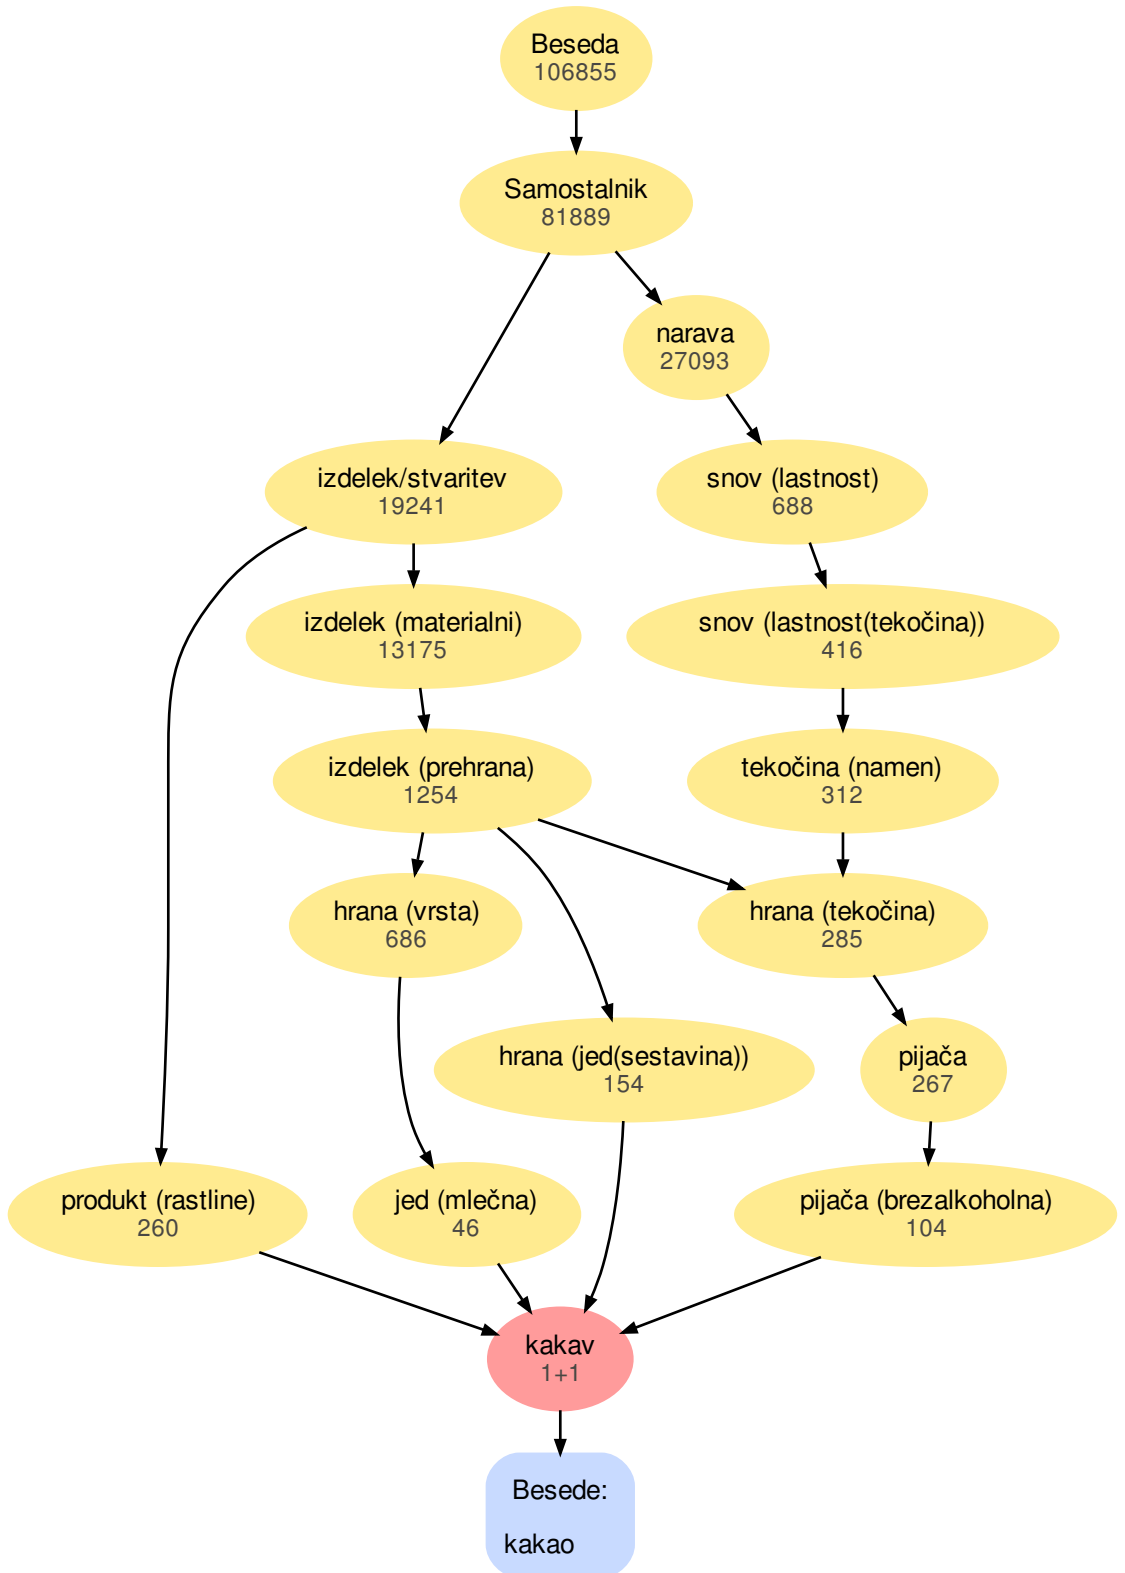 Beseda
106855
Samostalnik
81889
narava
27093
izdelek/stvaritev
19241
snov (lastnost)
688
izdelek (materialni)
13175
snov (lastnost(tekočina))
416
izdelek (prehrana)
1254
tekočina (namen)
312
hrana (vrsta)
686
hrana (tekočina)
285
hrana (jed(sestavina))
154
pijača
267
produkt (rastline)
260
jed (mlečna)
46
pijača (brezalkoholna)
104
kakav
1+1
Besede:
kakao